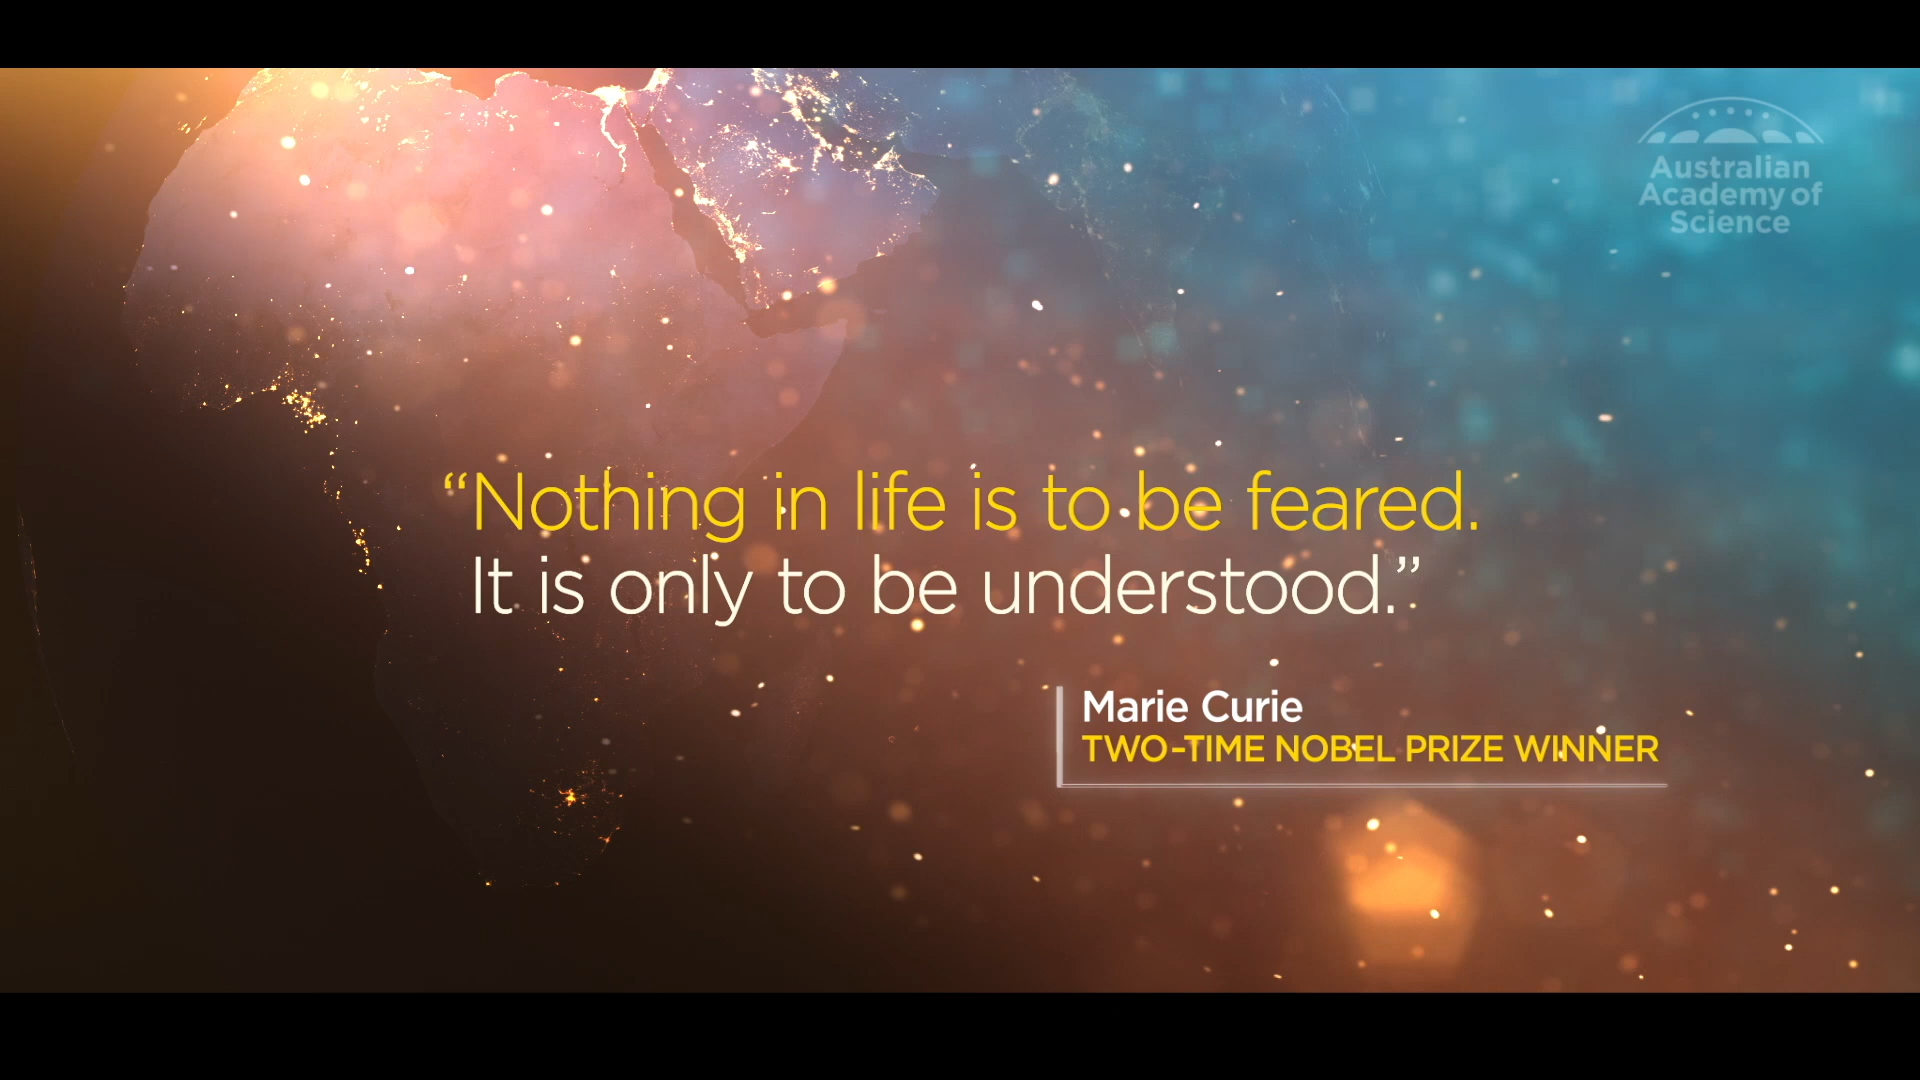 Australian
Academy of
Science
“Nothing in life is to be feared.
It is only to be understood.”
Marie Curie
TWO-TIME NOBEL PRIZE WINNER